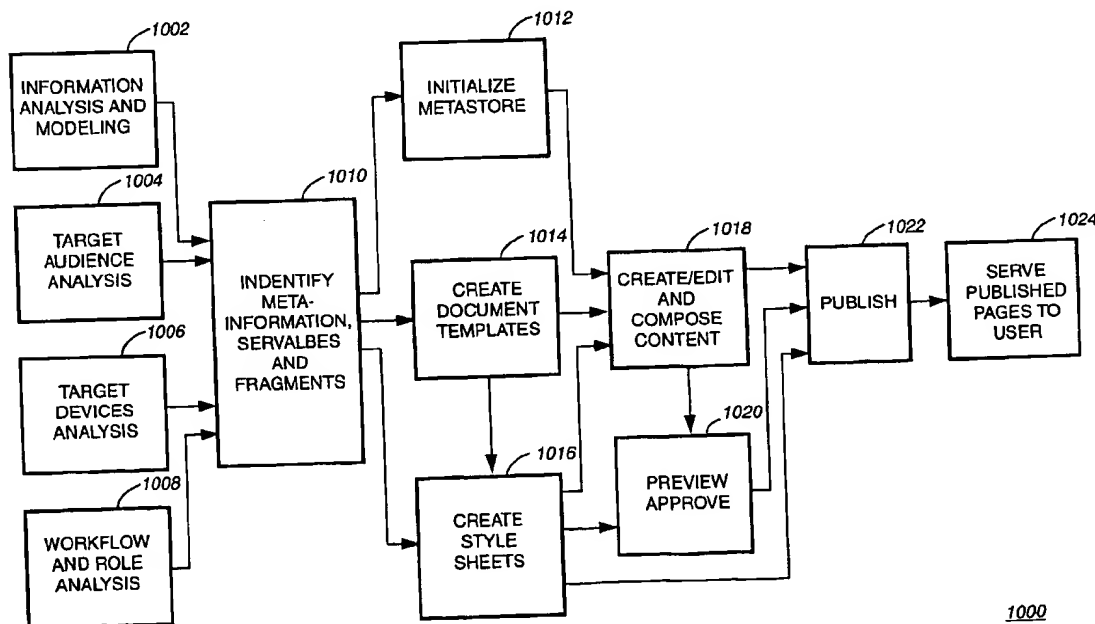 1002
INFORMATION
ANALYSIS AND
MODELING
1004
TARGET
AUDIENCE
ANALYSIS
1006
TARGET
DEVICES
ANALYSIS
1008
WORKFLOW
AND ROLE
ANALYSIS
1010
INDENTIFY
META-
INFORMATION,
SERVALBES
AND
FRAGMENTS
1012
INITIALIZE
METASTORE
1014
CREATE
DOCUMENT
TEMPLATES
1016
CREATE
STYLE
SHEETS
1018
CREATE/EDIT
AND
COMPOSE
CONTENT
1020
PREVIEW
APPROVE
1022
PUBLISH
1024
SERVE
PUBLISHED
PAGES TO
USER
1000